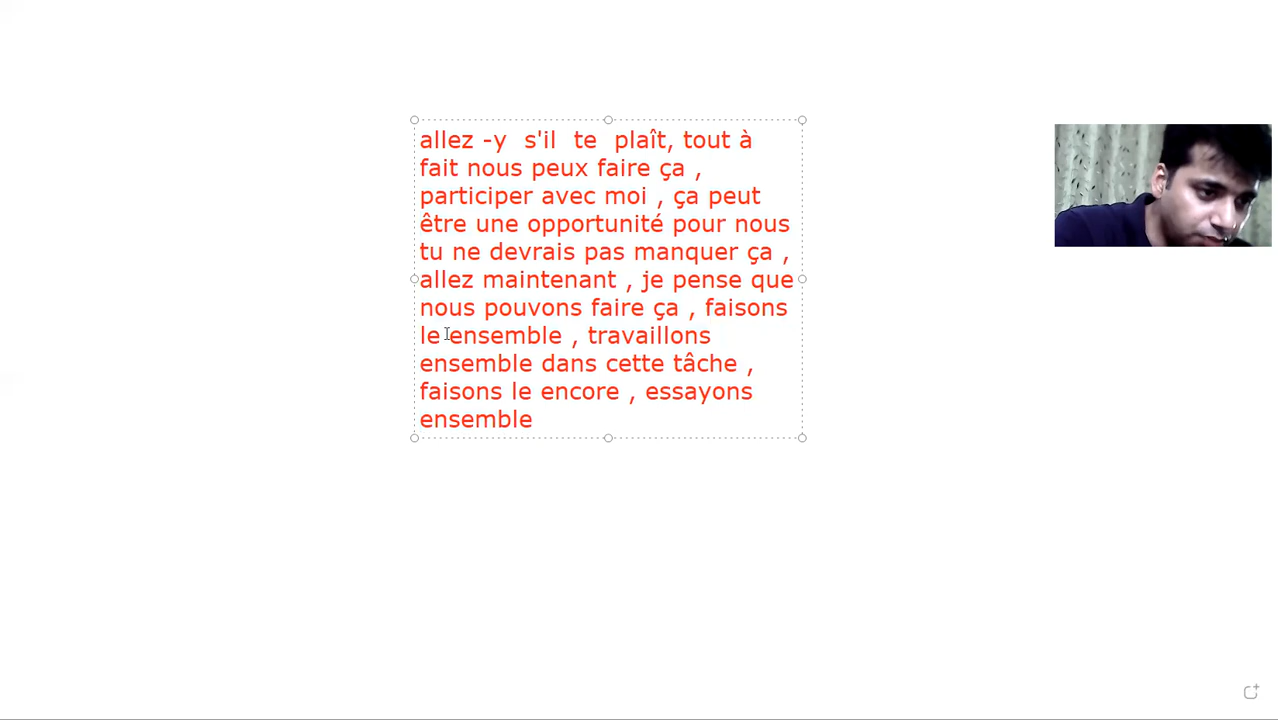 allez -y  s'il  te  plaît, tout à
fait nous peux faire ça ,
participer avec moi , ça peut
être une opportunité pour nous
tu ne devrais pas manquer ça ,
allez maintenant , je pense que
nous pouvons faire ça , faisons
le ensemble , travaillons
ensemble dans cette tâche ,
faisons le encore , essayons
ensemble